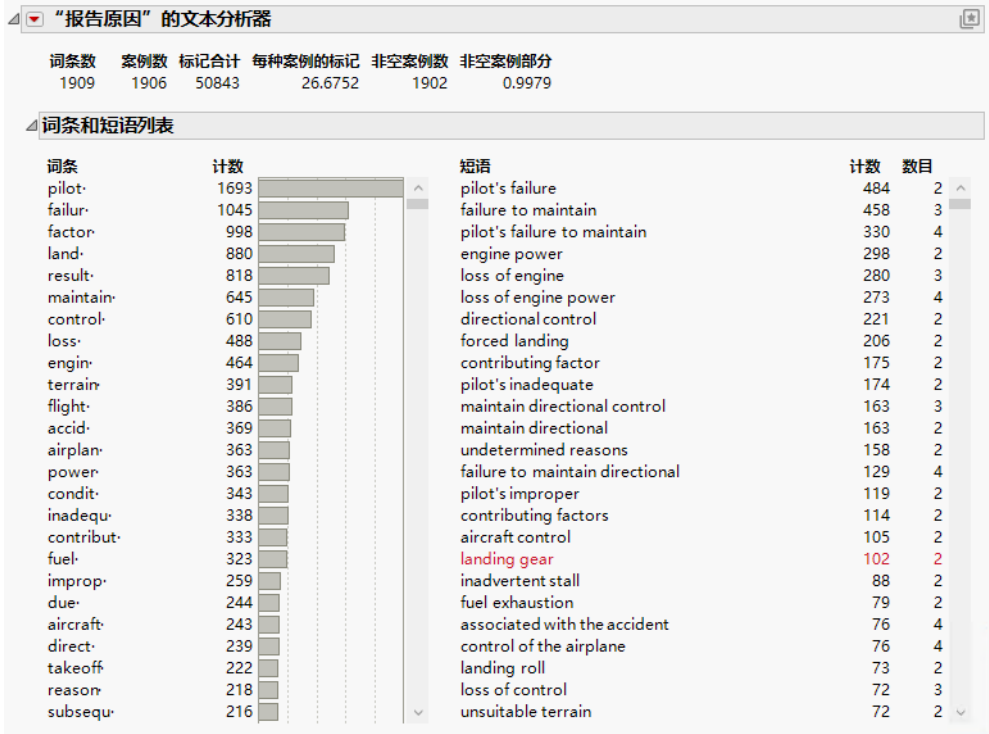 “报告原因”的文本分析器
词条数 案例数 标记合计 每种案例的标记 非空案例数 非空案例部分
1909 1906 50843 26.6752 1902 0.9979
词条和短语列表
词条 计数 短语 计数 数目
pilot· 1693 pilot's failure 484 2
failur· 1045 failure to maintain 458 3
factor· 998 pilot's failure to maintain 330 4
land· 880 engine power 298 2
result· 818 loss of engine 280 3
maintain· 645 loss of engine power 273 4
control· 610 directional control 221 2
loss· 488 forced landing 206 2
engin· 464 contributing factor 175 2
terrain· 391 pilot's inadequate 174 2
flight· 386 maintain directional control 163 3
accid· 369 maintain directional 163 2
airplan· 363 undetermined reasons 158 2
power· 363 failure to maintain directional 129 4
condit· 343 pilot's improper 119 2
inadequ· 338 contributing factors 114 2
contribut· 333 aircraft control 105 2
fuel· 323 landing gear 102 2
improp· 259 inadvertent stall 88 2
due· 244 fuel exhaustion 79 2
aircraft· 243 associated with the accident 76 4
direct· 239 control of the airplane 76 4
takeoff· 222 landing roll 73 2
reason· 218 loss of control 72 3
subsequ· 216 unsuitable terrain 72 2